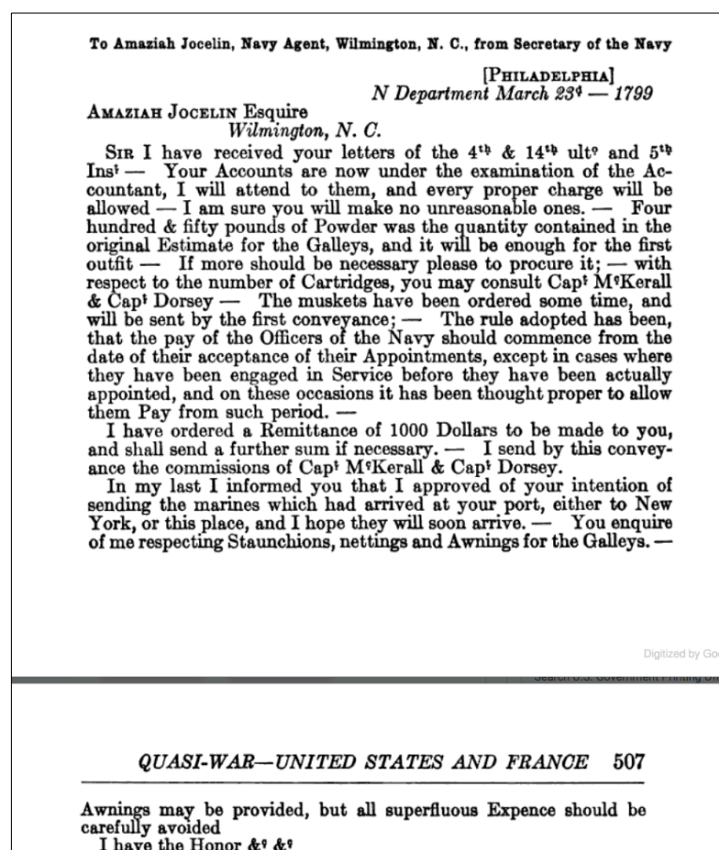 To Amaziah Jocelin, Navy Agent, Wilmington, N. C., from Secretary of the Navy
[PHILADELPHIA]
N Department March 23ᵈ — 1799
AMAZIAH JOCELIN Esquire
Wilmington, N. C.
SIR I have received your letters of the 4ᵗʰ & 14ᵗʰ ultᵒ and 5ᵗʰ
Insᵗ — Your Accounts are now under the examination of the Ac-
countant, I will attend to them, and every proper charge will be
allowed — I am sure you will make no unreasonable ones. — Four
hundred & fifty pounds of Powder was the quantity contained in the
original Estimate for the Galleys, and it will be enough for the first
outfit — If more should be necessary please to procure it; — with
respect to the number of Cartridges, you may consult Capᵗ MᶜKerall
& Capᵗ Dorsey — The muskets have been ordered some time, and
will be sent by the first conveyance; — The rule adopted has been,
that the pay of the Officers of the Navy should commence from the
date of their acceptance of their Appointments, except in cases where
they have been engaged in Service before they have been actually
appointed, and on these occasions it has been thought proper to allow
them Pay from such period. —
I have ordered a Remittance of 1000 Dollars to be made to you,
and shall send a further sum if necessary. — I send by this convey-
ance the commissions of Capᵗ MᶜKerall & Capᵗ Dorsey.
In my last I informed you that I approved of your intention of
sending the marines which had arrived at your port, either to New
York, or this place, and I hope they will soon arrive. — You enquire
of me respecting Staunchions, nettings and Awnings for the Galleys. —
Digitized by Goo
QUASI-WAR—UNITED STATES AND FRANCE 507
Awnings may be provided, but all superfluous Expence should be
carefully avoided
I have the Honor &ᶜ &ᶜ